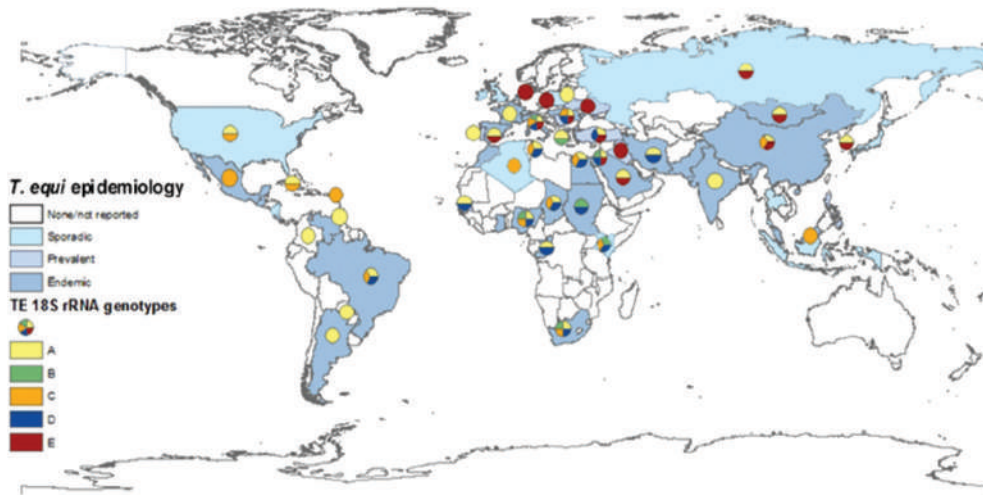 T. equi epidemiology
None/not reported
Sporadic
Prevalent
Endemic
TE 18S rRNA genotypes
A
B
C
D
E